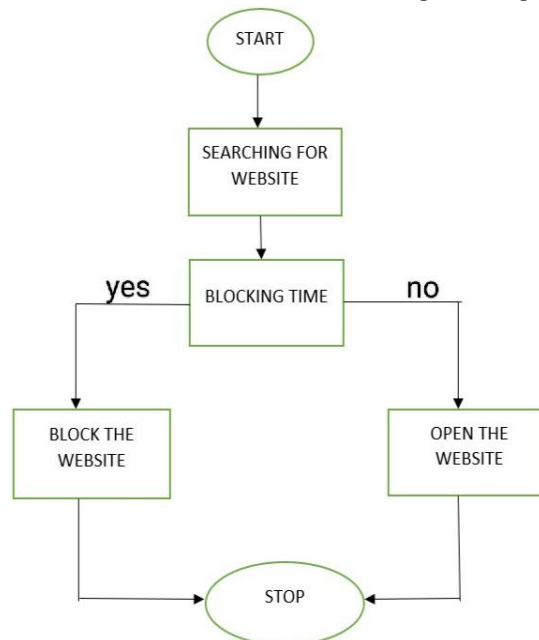 START
SEARCHING FOR
WEBSITE
BLOCKING TIME
yes
no
BLOCK THE
WEBSITE
OPEN THE
WEBSITE
STOP